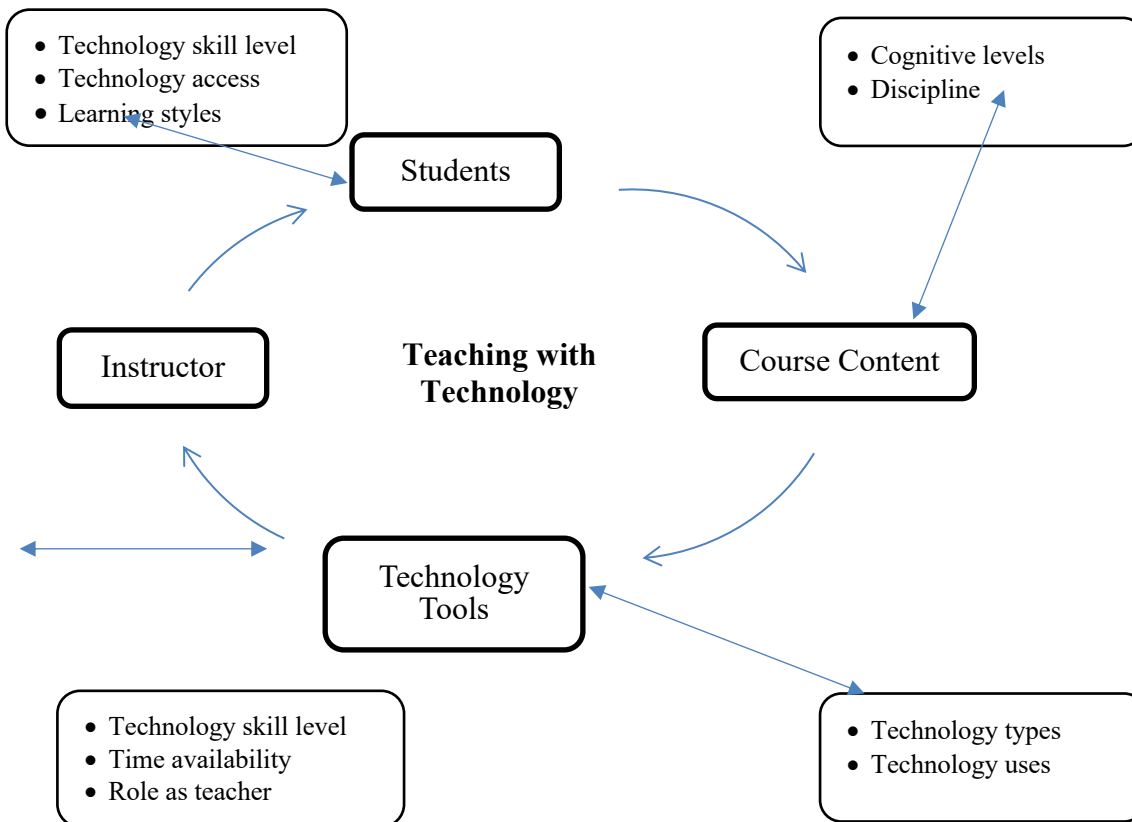 • Technology skill level
• Technology access
• Learning styles
• Cognitive levels
• Discipline
Students
Instructor
Teaching with
Technology
Course Content
Technology
Tools
• Technology skill level
• Time availability
• Role as teacher
• Technology types
• Technology uses